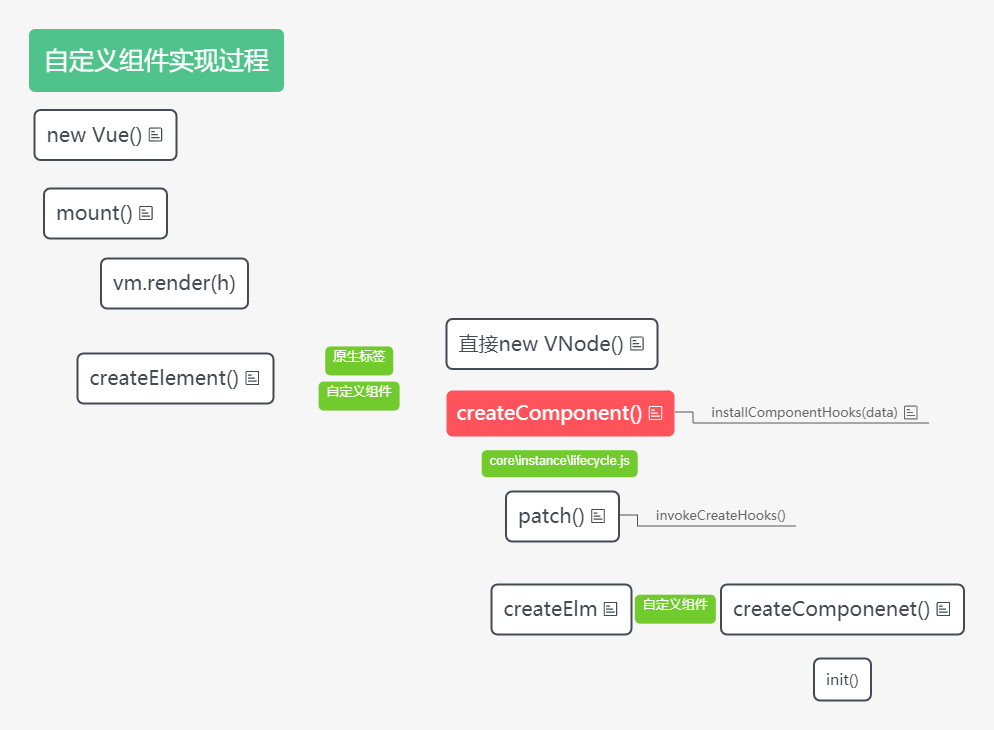 自定义组件实现过程
new Vue()
mount()
vm.render(h)
createElement()
原生标签
自定义组件
直接new VNode()
createComponent()
installComponentHooks(data)
core\instance\lifecycle.js
patch()
invokeCreateHooks()
createElm
自定义组件
createComponenet()
init()